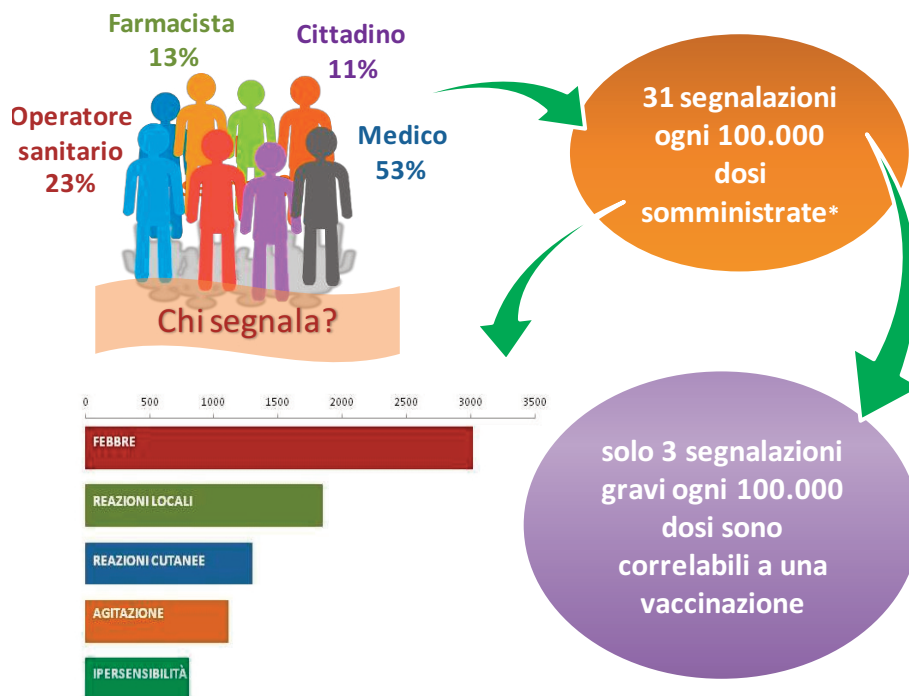 Farmacista
13%
Cittadino
11%
Operatore
sanitario
23%
Medico
53%
Chi segnala?
31 segnalazioni
ogni 100.000
dosi
somministrate*
0 500 1000 1500 2000 2500 3000 3500
FEBBRE
REAZIONI LOCALI
REAZIONI CUTANEE
AGITAZIONE
IPERSENSIBILITÀ
solo 3 segnalazioni
gravi ogni 100.000
dosi sono
correlabili a una
vaccinazione